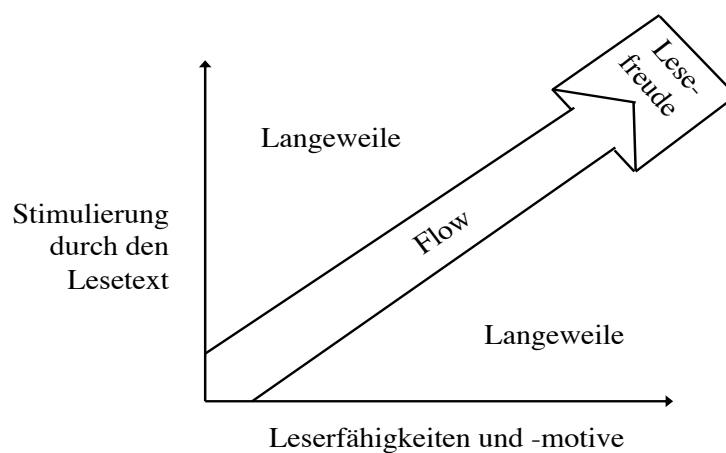 Lese-
freude
Langeweile
Stimulierung
durch den
Lesetext
Flow
Langeweile
Leserfähigkeiten und -motive